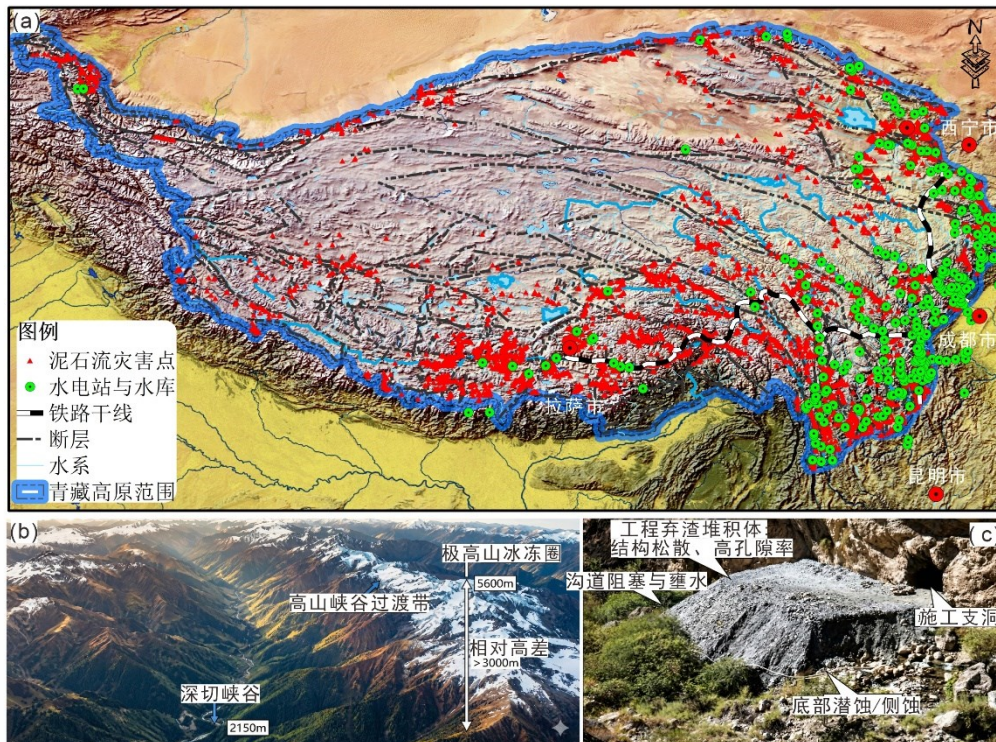 (a)
N
西宁市
成都市
拉萨市
昆明市
图例
泥石流灾害点
水电站与水库
铁路干线
断层
水系
青藏高原范围
(b)
极高山冰冻圈
5600m
高山峡谷过渡带
相对高差
>3000m
深切峡谷
2150m
(c)
工程弃渣堆积体
结构松散、高孔隙率
沟道阻塞与壅水
施工支洞
底部潜蚀/侧蚀